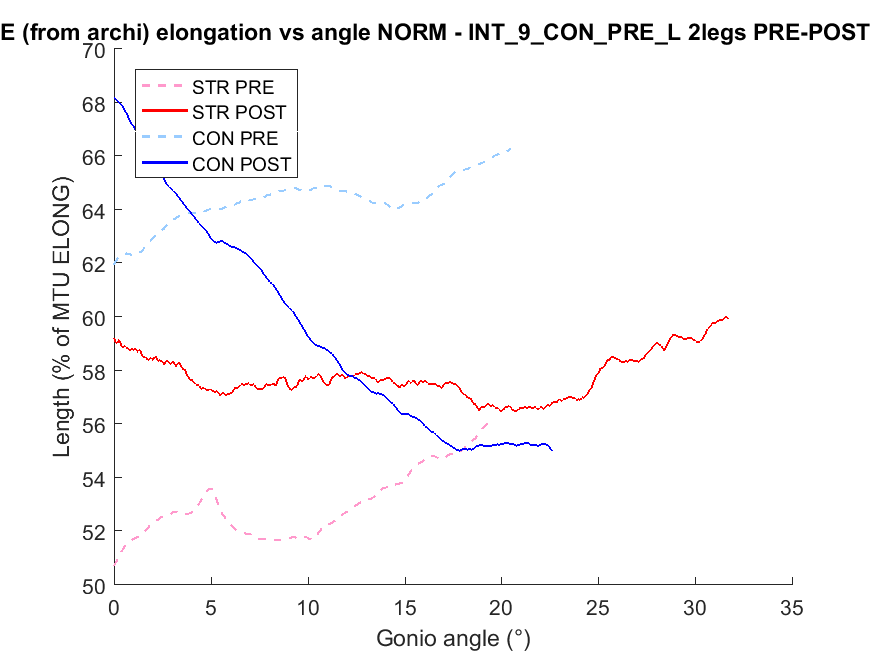 E (from archi) elongation vs angle NORM - INT_9_CON_PRE_L 2legs PRE-POST
70
68
66
64
62
60
58
56
54
52
50
Length (% of MTU ELONG)
STR PRE
STR POST
CON PRE
CON POST
0 5 10 15 20 25 30 35
Gonio angle (°)